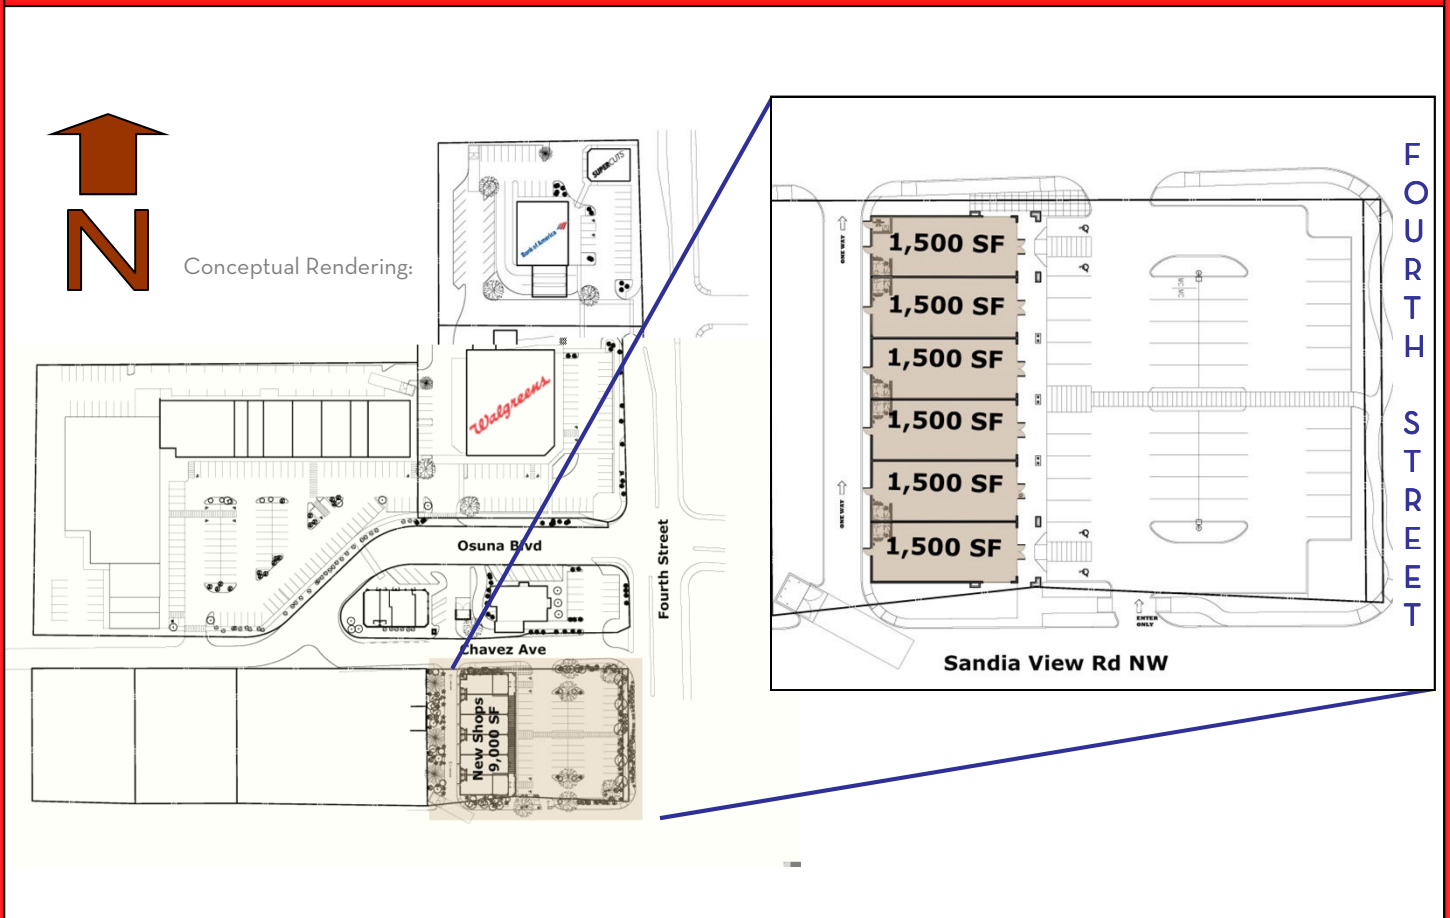 N
Conceptual Rendering:
SUPERCUTS
Bank of America
Walgreens
Osuna Blvd
Fourth Street
Chavez Ave
New Shops
9,000 SF
FOURTH STREET
ONE WAY
1,500 SF
1,500 SF
1,500 SF
1,500 SF
ONE WAY
1,500 SF
1,500 SF
ENTER
ONLY
Sandia View Rd NW